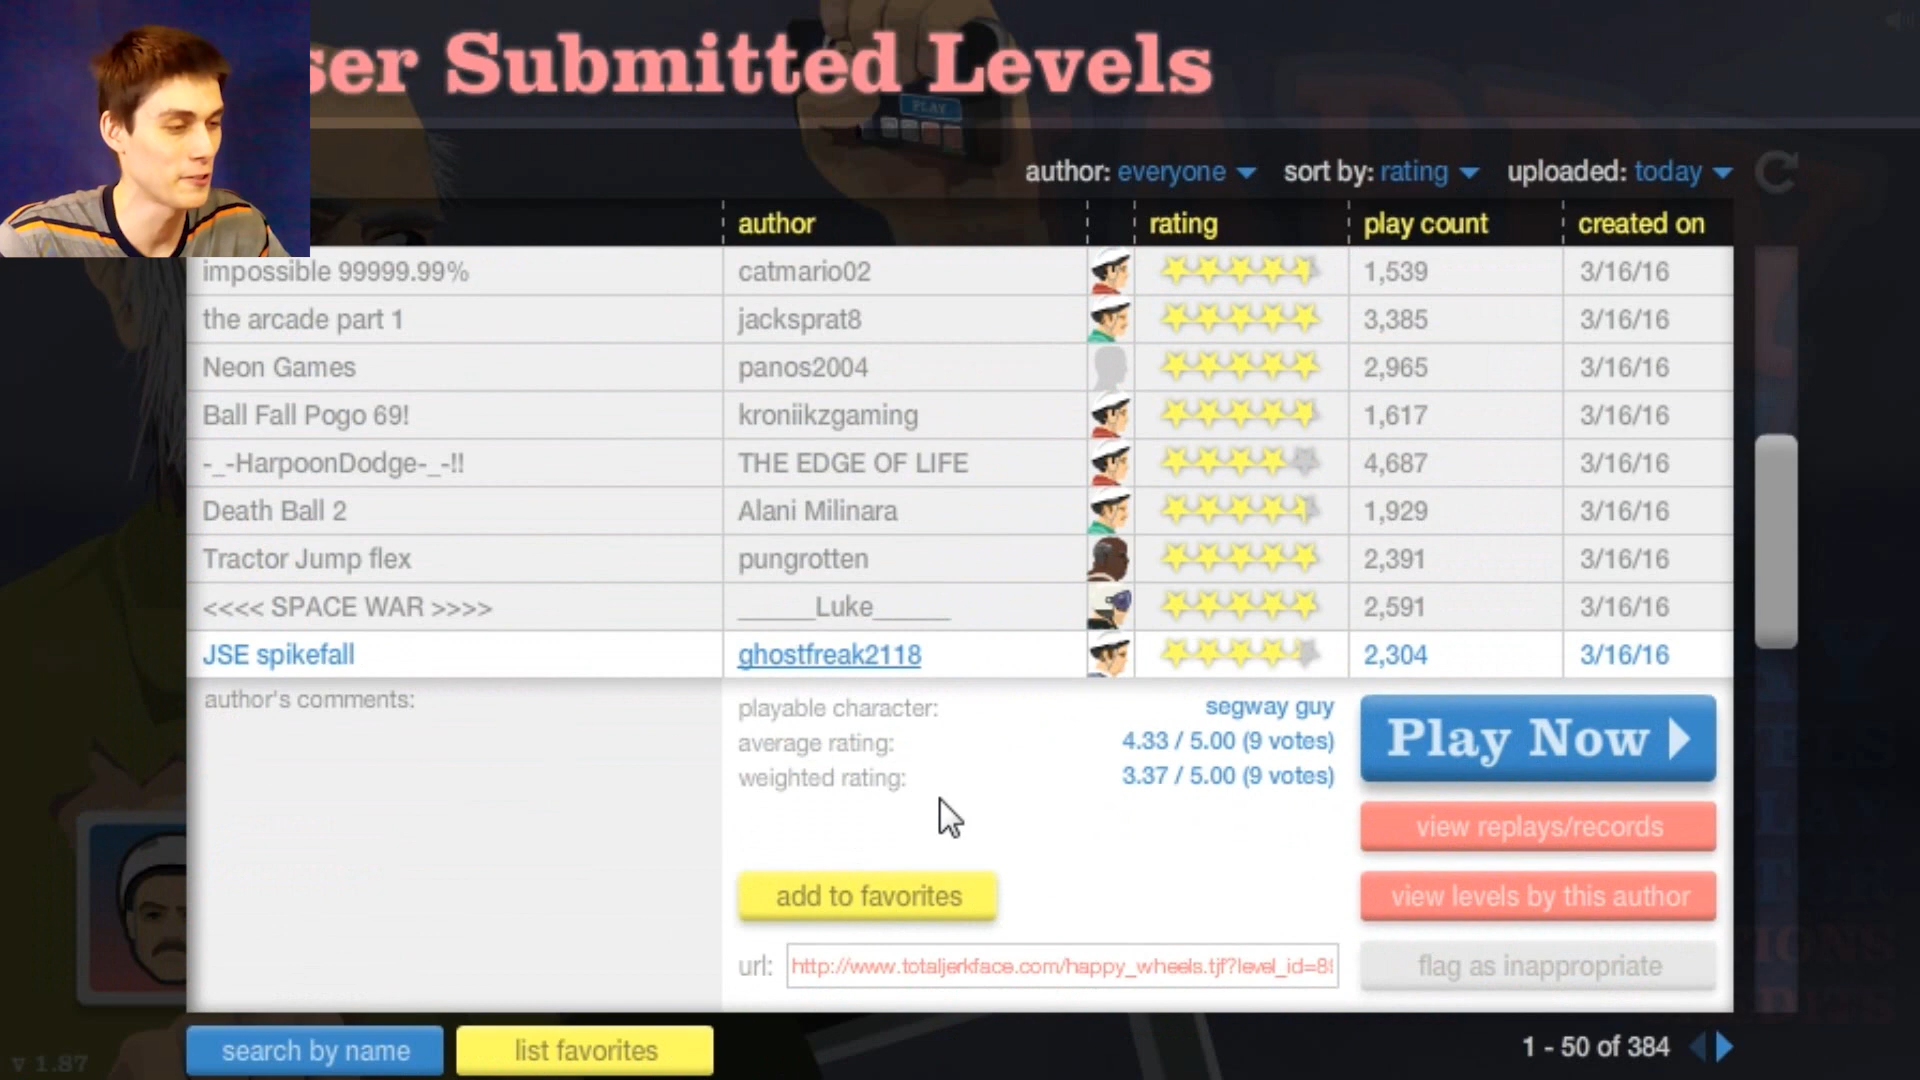 ser Submitted Levels
PLAY
author: everyone sort by: rating uploaded: today
author rating play count created on
impossible 99999.99% catmario02 1,539 3/16/16
the arcade part 1 jacksprat8 3,385 3/16/16
Neon Games panos2004 2,965 3/16/16
Ball Fall Pogo 69! kroniikzgaming 1,617 3/16/16
-_-HarpoonDodge-_-!! THE EDGE OF LIFE 4,687 3/16/16
Death Ball 2 Alani Milinara 1,929 3/16/16
Tractor Jump flex pungrotten 2,391 3/16/16
<<<< SPACE WAR >>>> _____Luke_____ 2,591 3/16/16
JSE spikefall ghostfreak2118 2,304 3/16/16
author's comments:
playable character: segway guy
average rating: 4.33 / 5.00 (9 votes)
weighted rating: 3.37 / 5.00 (9 votes)
Play Now
view replays/records
add to favorites
view levels by this author
url: http://www.totaljerkface.com/happy_wheels.tjf?level_id=8
flag as inappropriate
search by name list favorites
1 - 50 of 384
v 1.87